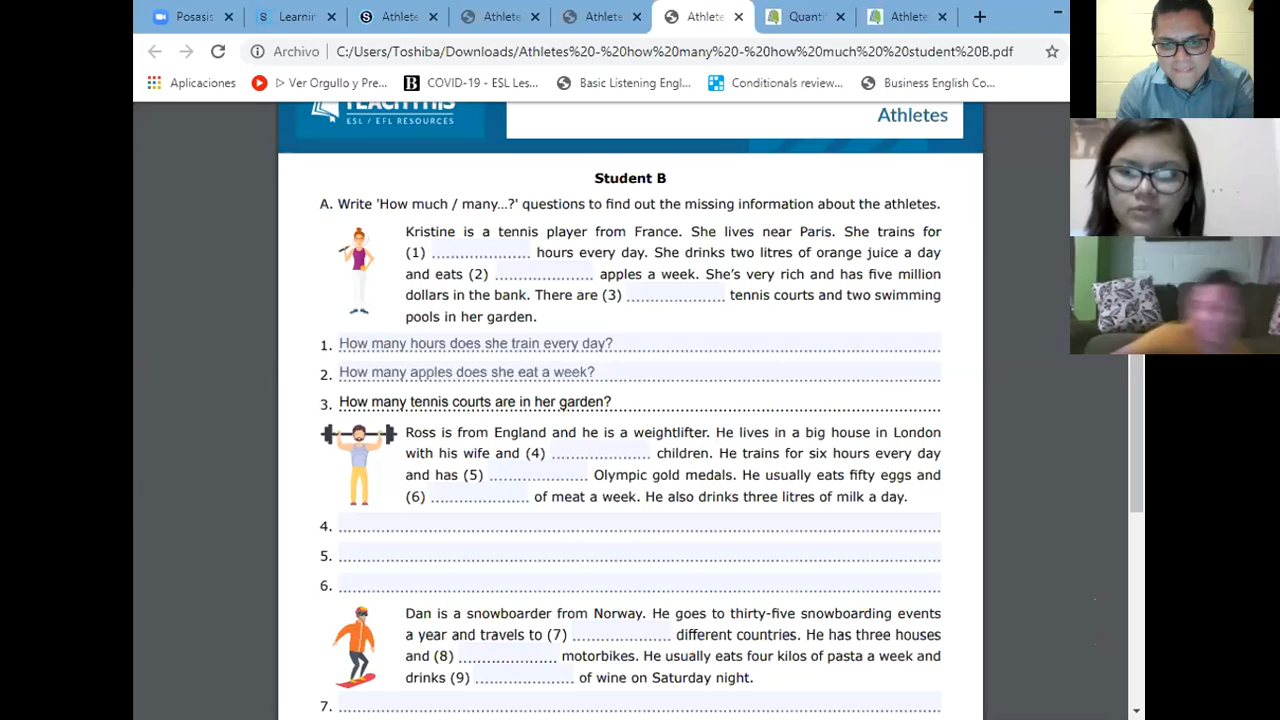 Posasis
Learnin
Athlete
Athlete
Athlete
Athlete
Quanti
Athlete
Archivo
C:/Users/Toshiba/Downloads/Athletes%20-%20how%20many%20-%20how%20much%20%20student%20B.pdf
Aplicaciones
Ver Orgullo y Pre...
COVID-19 - ESL Les...
Basic Listening Engl...
Conditionals review...
Business English Co...
TEACHTHIS
ESL / EFL RESOURCES
Athletes
Student B
A. Write 'How much / many...?' questions to find out the missing information about the athletes.
Kristine is a tennis player from France. She lives near Paris. She trains for
(1) ........................ hours every day. She drinks two litres of orange juice a day
and eats (2) ........................ apples a week. She's very rich and has five million
dollars in the bank. There are (3) ........................ tennis courts and two swimming
pools in her garden.
1. How many hours does she train every day?
2. How many apples does she eat a week?
3. How many tennis courts are in her garden?
Ross is from England and he is a weightlifter. He lives in a big house in London
with his wife and (4) ........................ children. He trains for six hours every day
and has (5) ........................ Olympic gold medals. He usually eats fifty eggs and
(6) ........................ of meat a week. He also drinks three litres of milk a day.
4.
5.
6.
Dan is a snowboarder from Norway. He goes to thirty-five snowboarding events
a year and travels to (7) ........................ different countries. He has three houses
and (8) ........................ motorbikes. He usually eats four kilos of pasta a week and
drinks (9) ........................ of wine on Saturday night.
7.